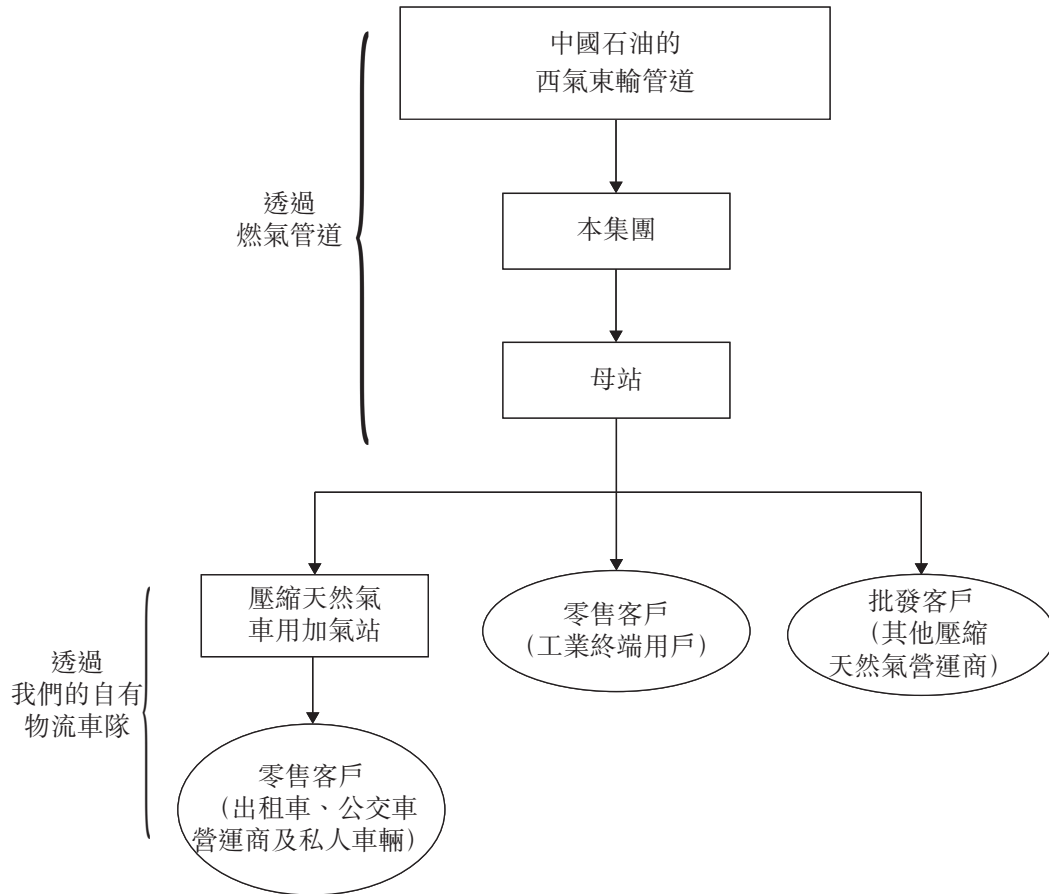 中國石油的
西氣東輸管道
透過
燃氣管道
本集團
母站
壓縮天然氣
車用加氣站
零售客戶
（工業終端用戶）
批發客戶
（其他壓縮
天然氣營運商）
透過
我們的自有
物流車隊
零售客戶
（出租車、公交車
營運商及私人車輛）